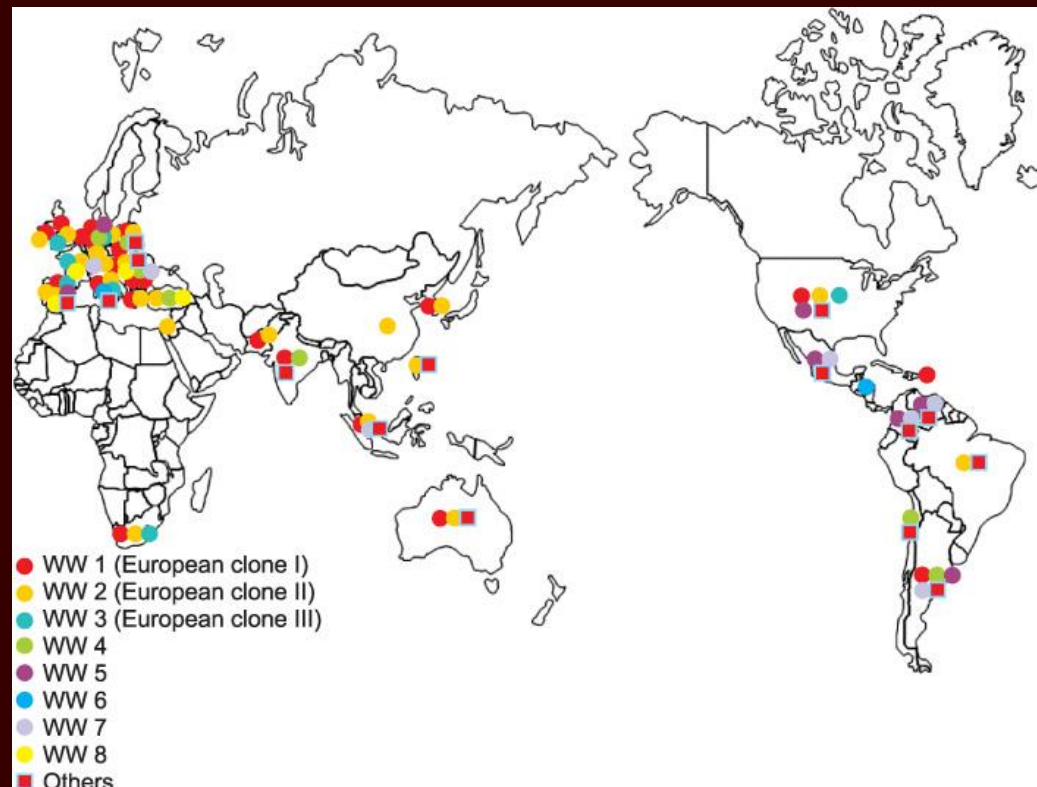 WW 1 (European clone I)
WW 2 (European clone II)
WW 3 (European clone III)
WW 4
WW 5
WW 6
WW 7
WW 8
Others